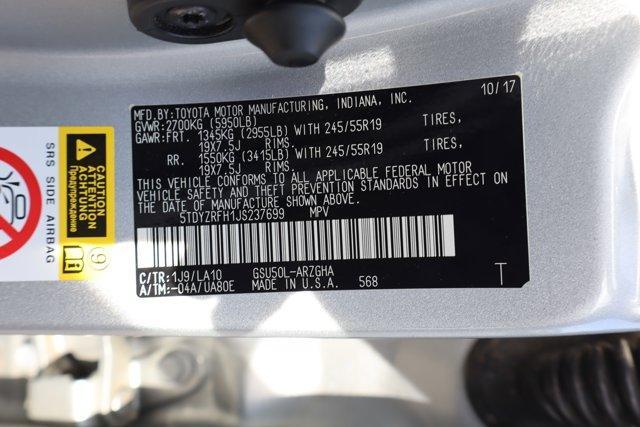 MFD.BY:TOYOTA MOTOR MANUFACTURING, INDIANA, INC. 10/17
GVWR: 2700KG (5950LB)
GAWR:FRT. 1345KG (2955LB) WITH 245/55R19 TIRES,
19X7.5J RIMS.
RR. 1550KG (3415LB) WITH 245/55R19 TIRES,
19X7.5J RIMS.
THIS VEHICLE CONFORMS TO ALL APPLICABLE FEDERAL MOTOR
VEHICLE SAFETY AND THEFT PREVENTION STANDARDS IN EFFECT ON
THE DATE OF MANUFACTURE SHOWN ABOVE.
5TDYZRFH1JS237699 MPV
C/TR: 1J9/LA10 GSU50L-ARZGHA
A/TM:-04A/UA80E MADE IN U.S.A. 568 T
SRS SIDE AIRBAG
CAUTION
ATTENTION
ACHTUNG
Предупреждение
9